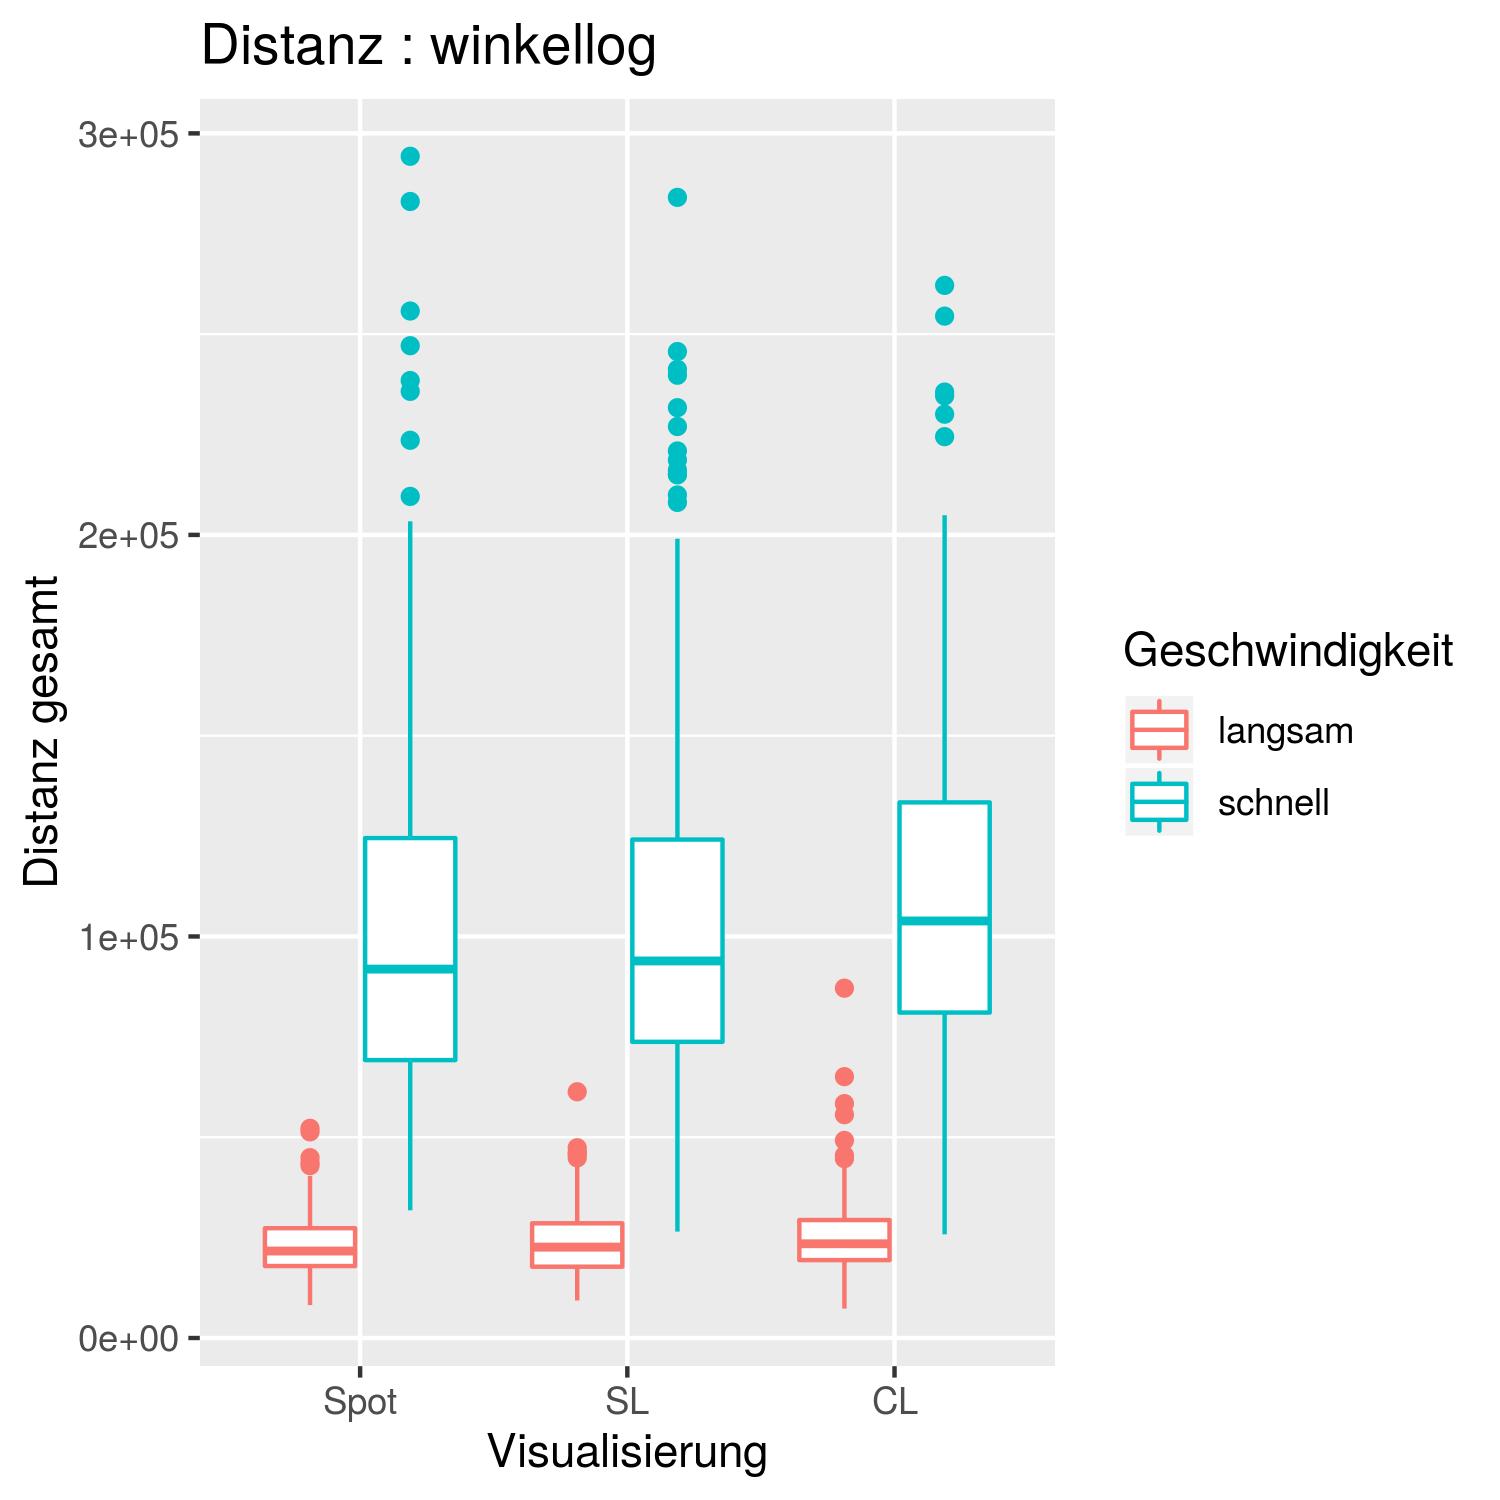 Distanz : winkellog
3e+05
2e+05
1e+05
0e+00
Distanz gesamt
Spot
SL
CL
Visualisierung
Geschwindigkeit
langsam
schnell